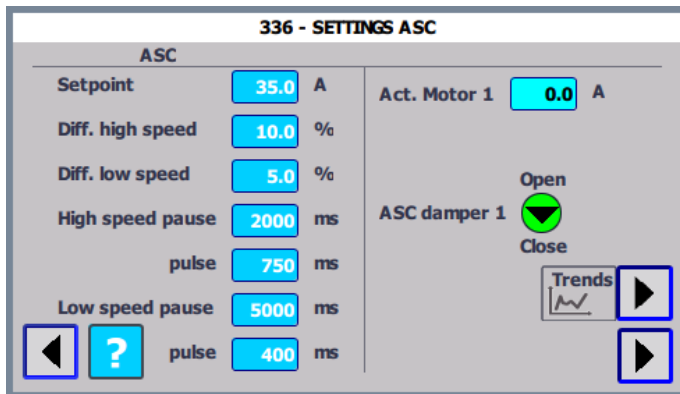 336 - SETTINGS ASC
ASC
Setpoint 35.0 A
Diff. high speed 10.0 %
Diff. low speed 5.0 %
High speed pause 2000 ms
pulse 750 ms
Low speed pause 5000 ms
? pulse 400 ms
Act. Motor 1 0.0 A
Open
ASC damper 1
Close
Trends